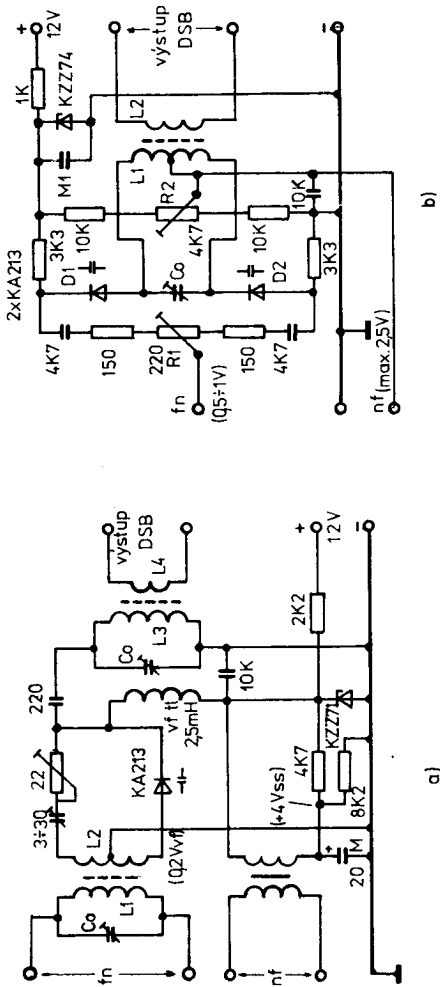 fn
Co
L1
L2
3÷30
22
220
Co
L3
L4
výstup
DSB
KA213
(0,2Vvf)
vf tl
2,5mH
nf
10K
(+4Vss)
4K7
2K2
+
12V
KZZ71
8K2
20
M
+
−
a)
2xKA213
4K7
150
220
R1
150
4K7
fn
(0,5÷1V)
3K3
D1
Co
D2
3K3
10K
R2
4K7
10K
10K
M1
KZZ74
1K
+
12V
L1
L2
výstup
DSB
nf (max. 2,5V)
−
b)